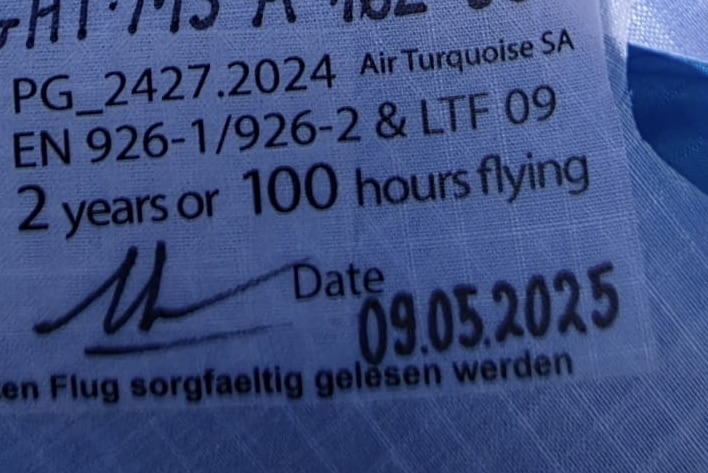 PG_2427.2024 Air Turquoise SA
EN 926-1/926-2 & LTF 09
2 years or 100 hours flying
Date
09.05.2025
en Flug sorgfaeltig gelesen werden